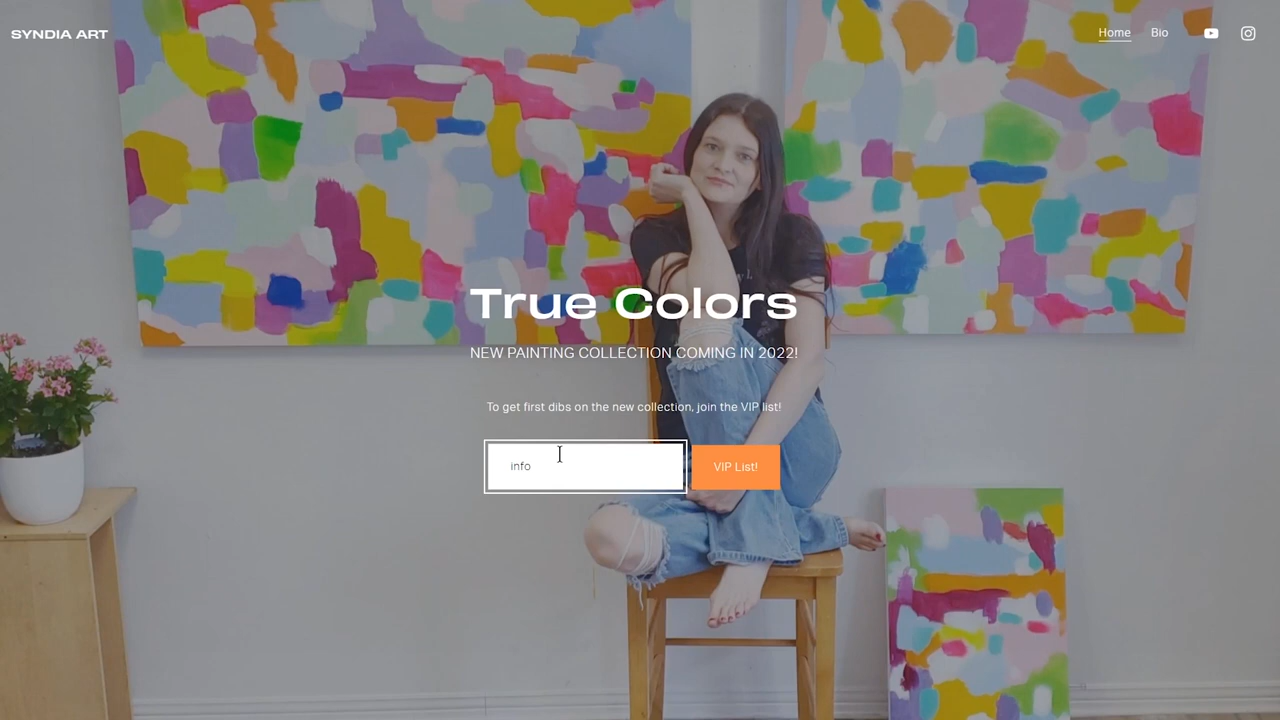 SYNDIA ART
Home
Bio
True Colors
NEW PAINTING COLLECTION COMING IN 2022!
To get first dibs on the new collection, join the VIP list!
info
VIP List!